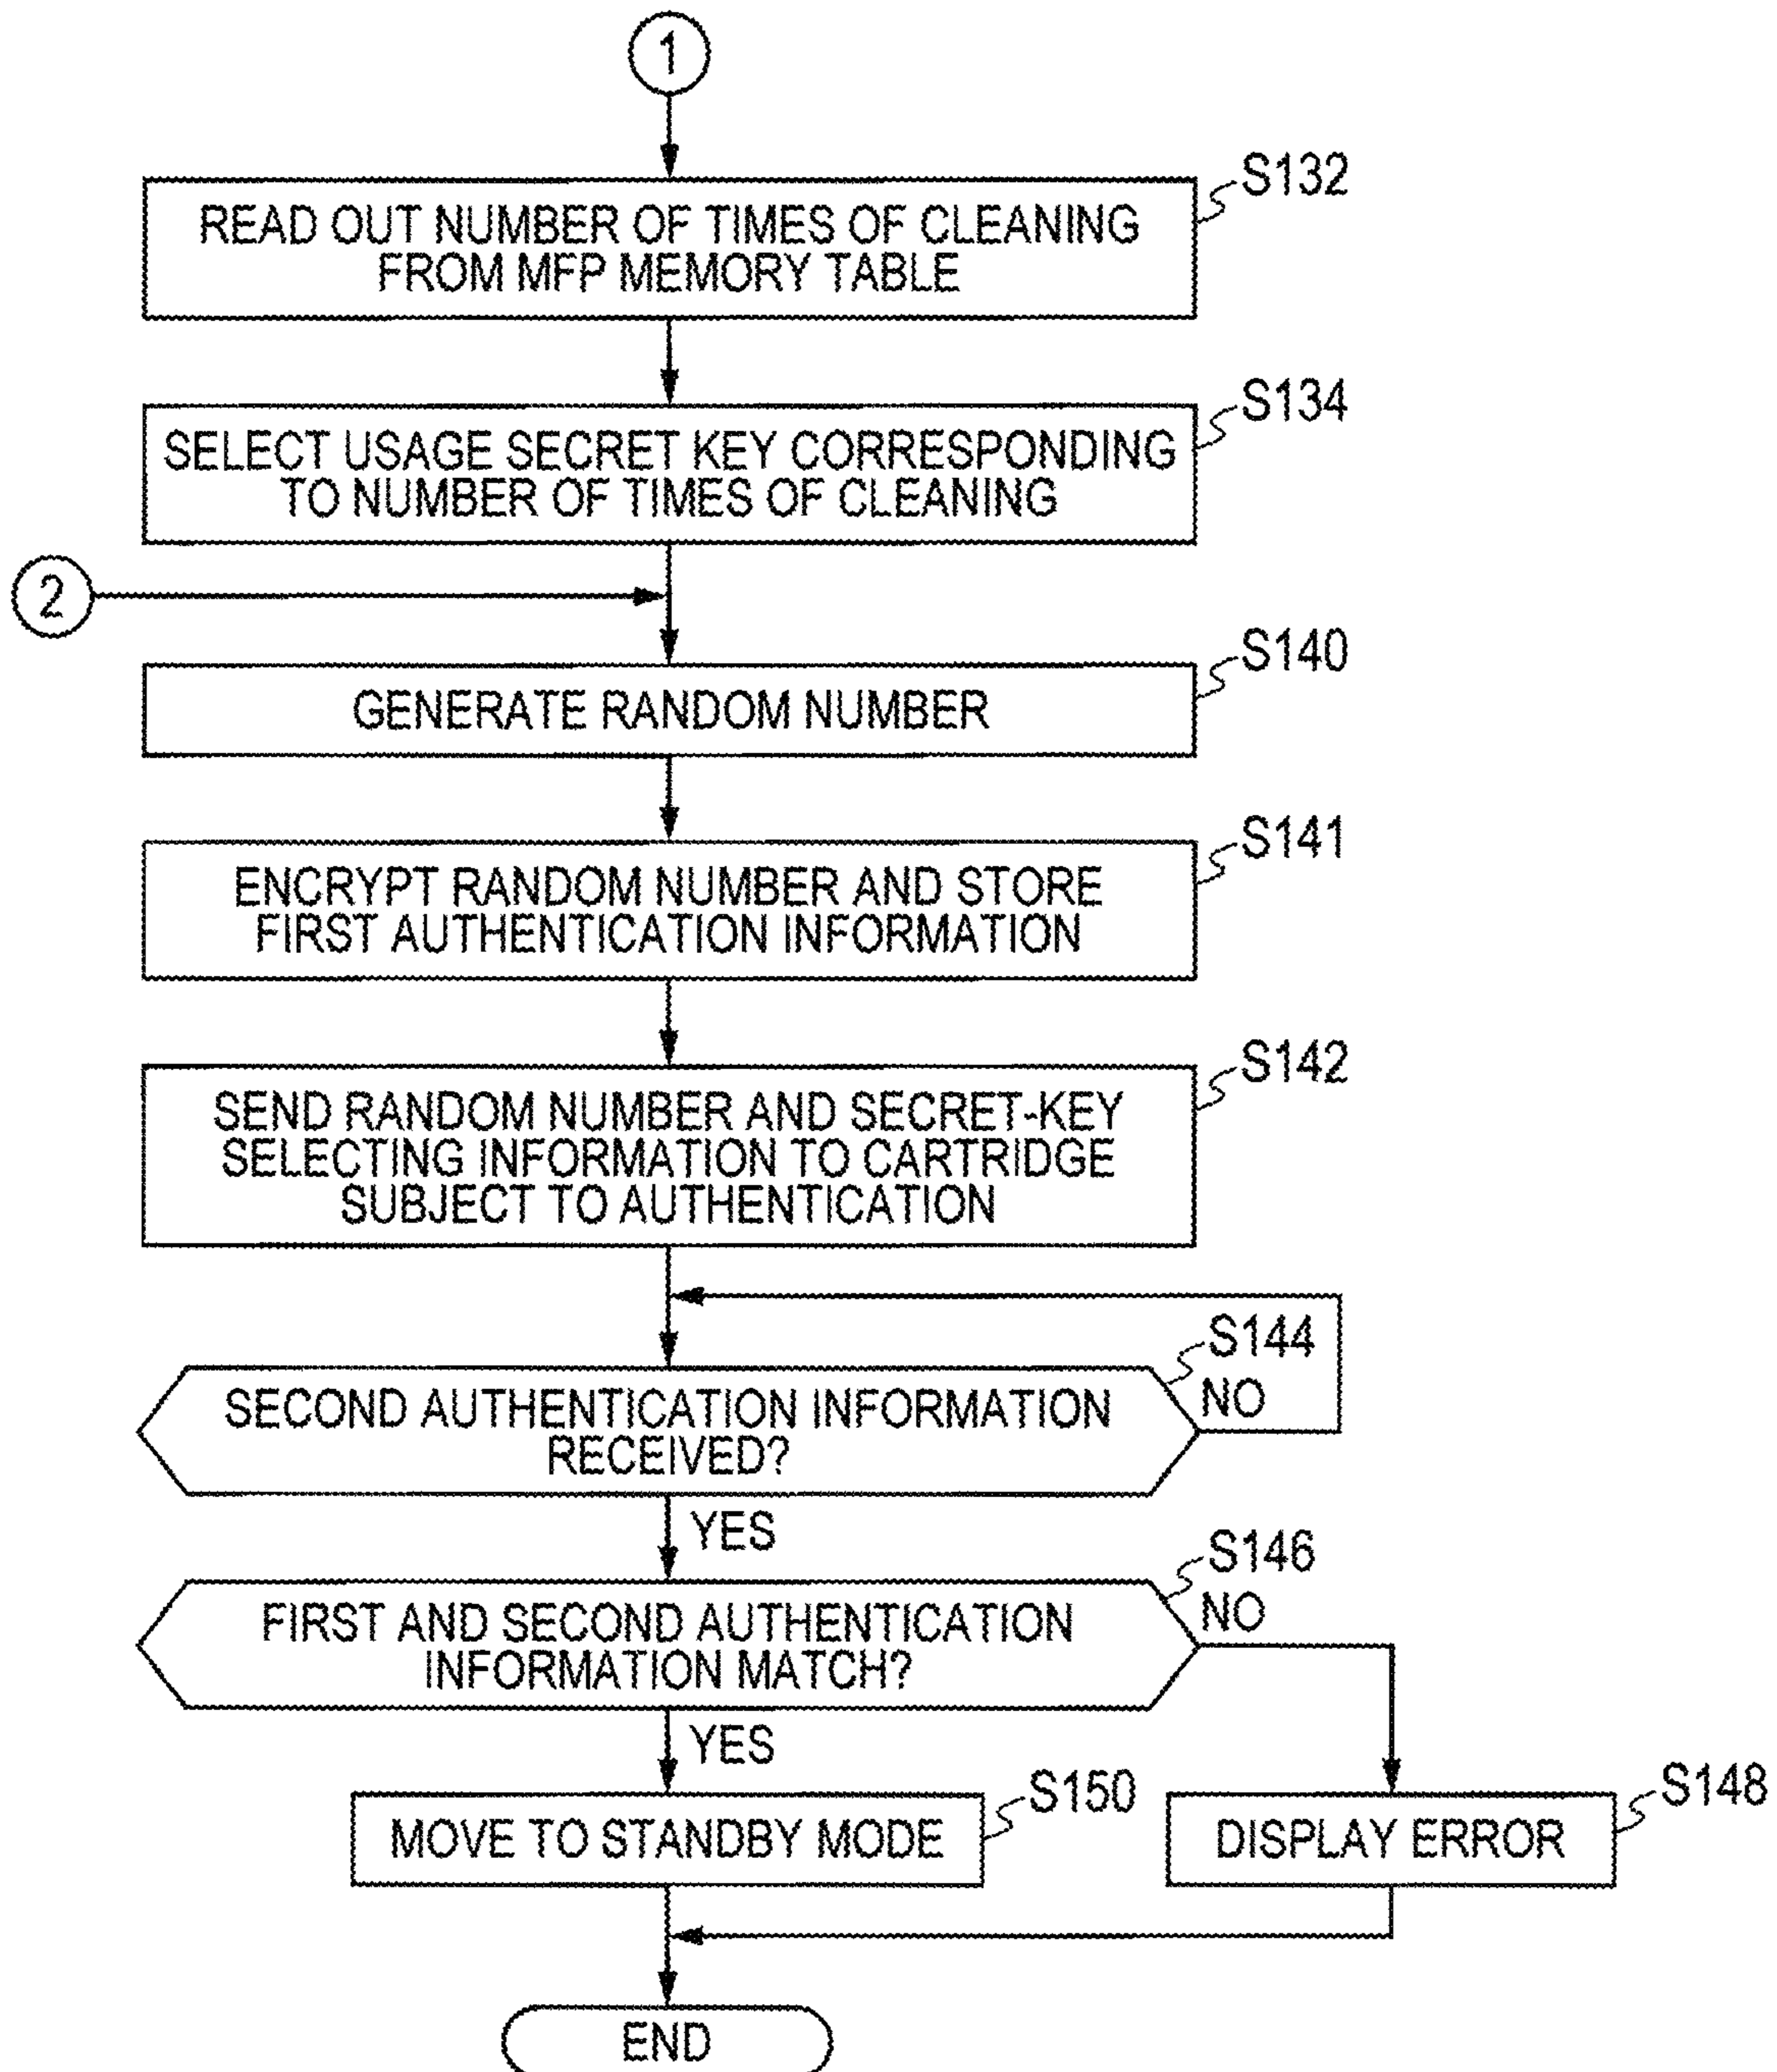 1
S132
READ OUT NUMBER OF TIMES OF CLEANING
FROM MFP MEMORY TABLE
S134
SELECT USAGE SECRET KEY CORRESPONDING
TO NUMBER OF TIMES OF CLEANING
2
S140
GENERATE RANDOM NUMBER
S141
ENCRYPT RANDOM NUMBER AND STORE
FIRST AUTHENTICATION INFORMATION
S142
SEND RANDOM NUMBER AND SECRET-KEY
SELECTING INFORMATION TO CARTRIDGE
SUBJECT TO AUTHENTICATION
S144
NO
SECOND AUTHENTICATION INFORMATION
RECEIVED?
YES
S146
NO
FIRST AND SECOND AUTHENTICATION
INFORMATION MATCH?
YES
S150
MOVE TO STANDBY MODE
S148
DISPLAY ERROR
END